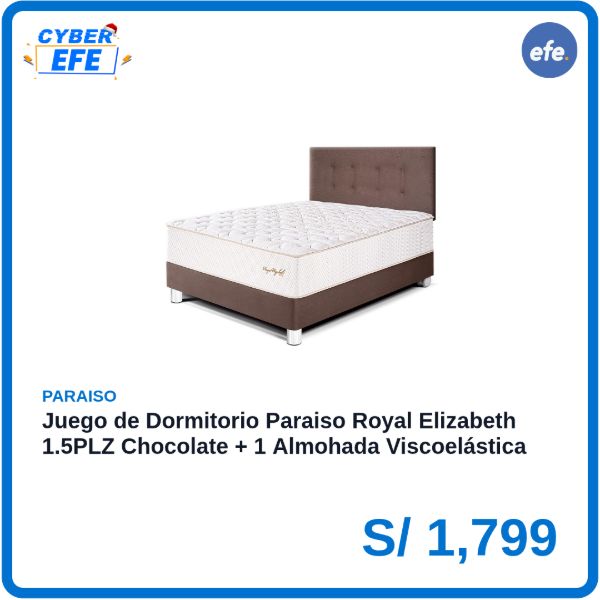 CYBER
EFE
efe.
PARAISO
Juego de Dormitorio Paraiso Royal Elizabeth
1.5PLZ Chocolate + 1 Almohada Viscoelástica
S/ 1,799